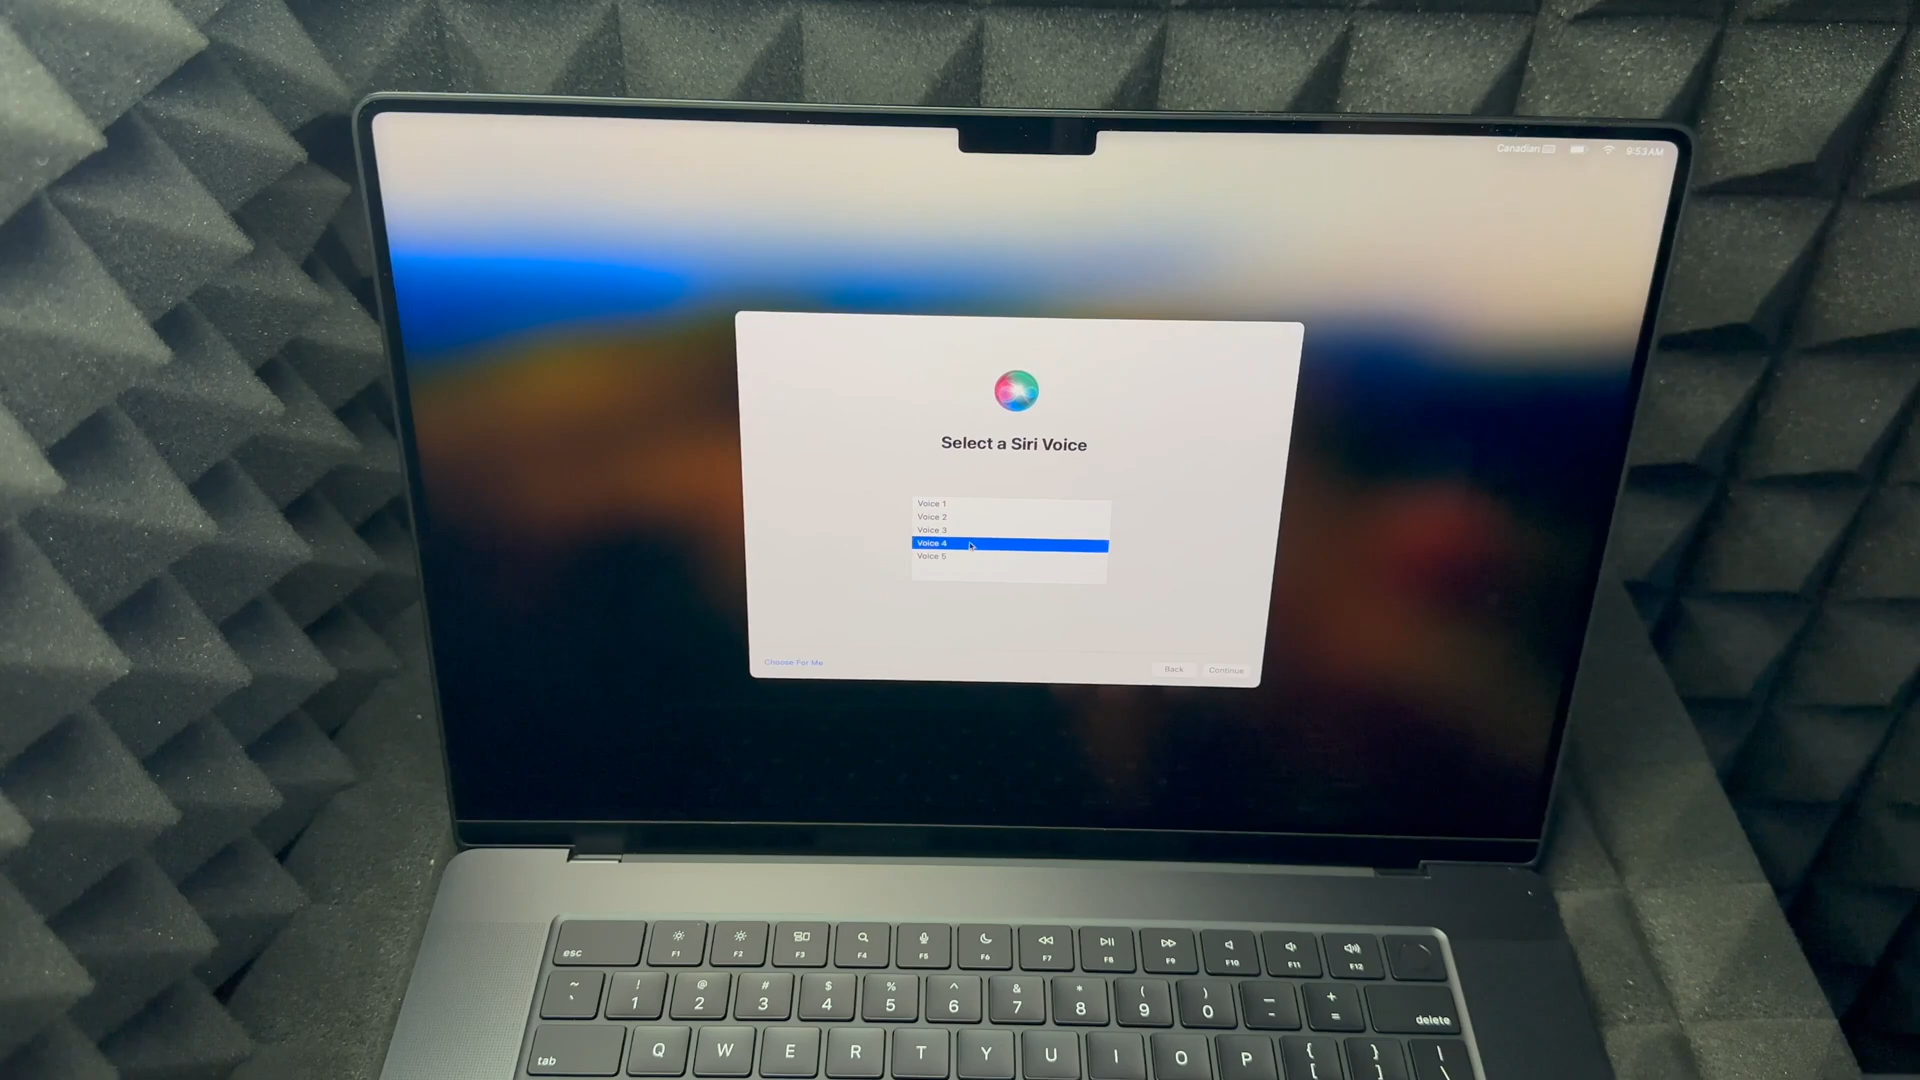 Canadian 9:53 AM
Select a Siri Voice
Voice 1
Voice 2
Voice 3
Voice 4
Voice 5
Choose For Me
Back Continue
esc F1 F2 F3 F4 F5 F6 F7 F8 F9 F10 F11 F12
~ ! @ # $ % ^ & * ( ) _ +
` 1 2 3 4 5 6 7 8 9 0 - = delete
tab Q W E R T Y U I O P { } |
[ ] \